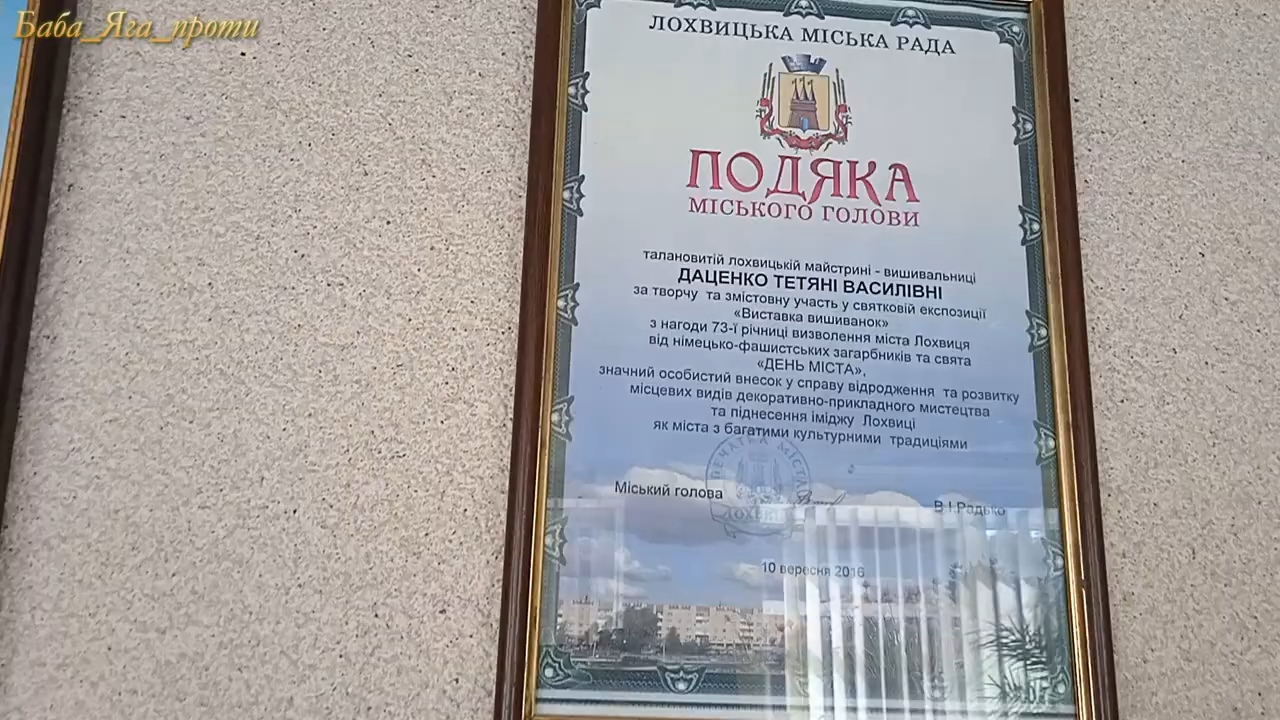 Баба_Яга_проти
ЛОХВИЦЬКА МІСЬКА РАДА
ПОДЯКА
МІСЬКОГО ГОЛОВИ
талановитій лохвицькій майстрині - вишивальниці
ДАЦЕНКО ТЕТЯНІ ВАСИЛІВНІ
за творчу та змістовну участь у святковій експозиції
«Виставка вишиванок»
з нагоди 73-ї річниці визволення міста Лохвиця
від німецько-фашистських загарбників та свята
«ДЕНЬ МІСТА»,
значний особистий внесок у справу відродження та розвитку
місцевих видів декоративно-прикладного мистецтва
та піднесення іміджу Лохвиці
як міста з багатими культурними традиціями
ПЕЧАТКА МІСТА
ЛОХВИЦЯ
Міський голова
В.І.Радько
10 вересня 2016